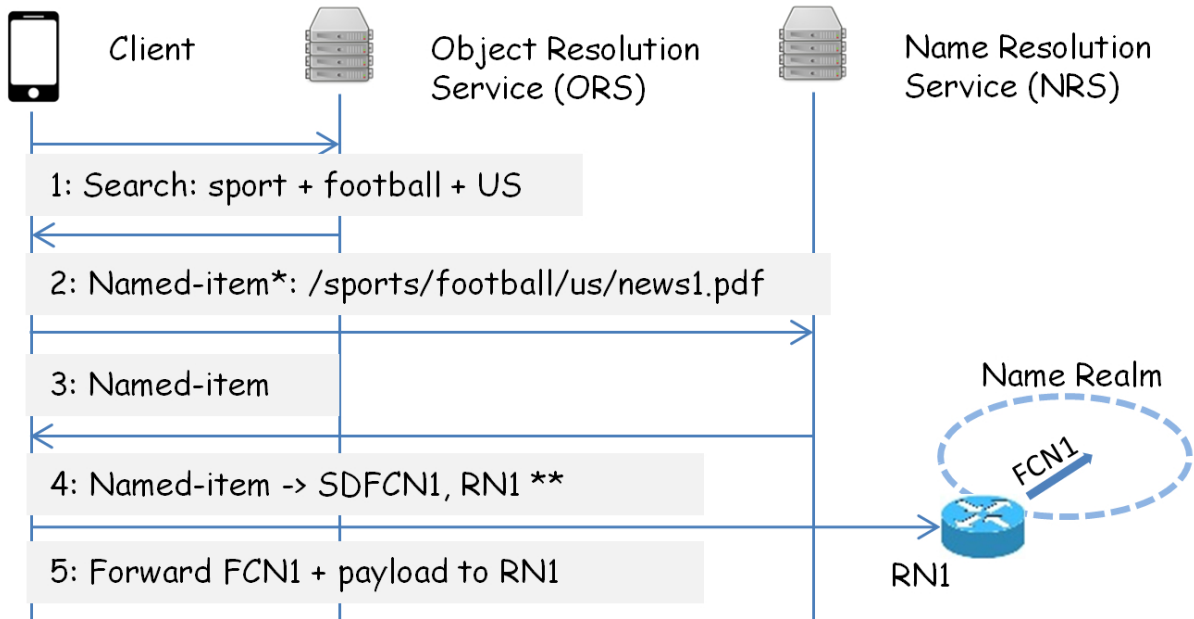 Client
Object Resolution
Service (ORS)
Name Resolution
Service (NRS)
1: Search: sport + football + US
2: Named-item*: /sports/football/us/news1.pdf
3: Named-item
Name Realm
FCN1
4: Named-item -> SDFCN1, RN1 **
5: Forward FCN1 + payload to RN1
RN1